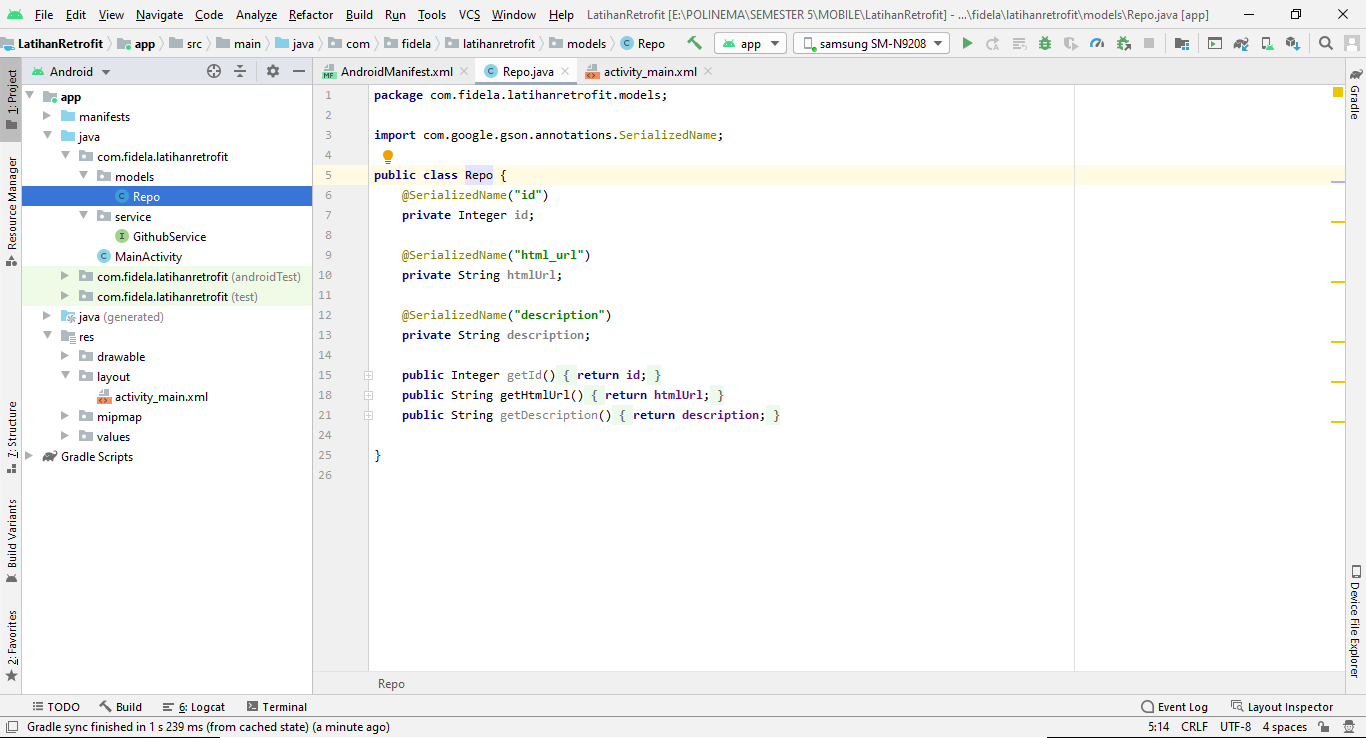 File Edit View Navigate Code Analyze Refactor Build Run Tools VCS Window Help LatihanRetrofit [E:\POLINEMA\SEMESTER 5\MOBILE\LatihanRetrofit] - ...\fidela\latihanretrofit\models\Repo.java [app]
LatihanRetrofit app src main java com fidela latihanretrofit models Repo app samsung SM-N9208
Android
AndroidManifest.xml Repo.java activity_main.xml
1: Project
Resource Manager
7: Structure
Build Variants
2: Favorites
app
manifests
java
com.fidela.latihanretrofit
models
Repo
service
GithubService
MainActivity
com.fidela.latihanretrofit (androidTest)
com.fidela.latihanretrofit (test)
java (generated)
res
drawable
layout
activity_main.xml
mipmap
values
Gradle Scripts
1 package com.fidela.latihanretrofit.models;
2
3 import com.google.gson.annotations.SerializedName;
4
5 public class Repo {
6 @SerializedName("id")
7 private Integer id;
8
9 @SerializedName("html_url")
10 private String htmlUrl;
11
12 @SerializedName("description")
13 private String description;
14
15 public Integer getId() { return id; }
18 public String getHtmlUrl() { return htmlUrl; }
21 public String getDescription() { return description; }
24
25 }
26
Repo
Gradle
Device File Explorer
TODO Build 6: Logcat Terminal Event Log Layout Inspector
Gradle sync finished in 1 s 239 ms (from cached state) (a minute ago) 5:14 CRLF UTF-8 4 spaces